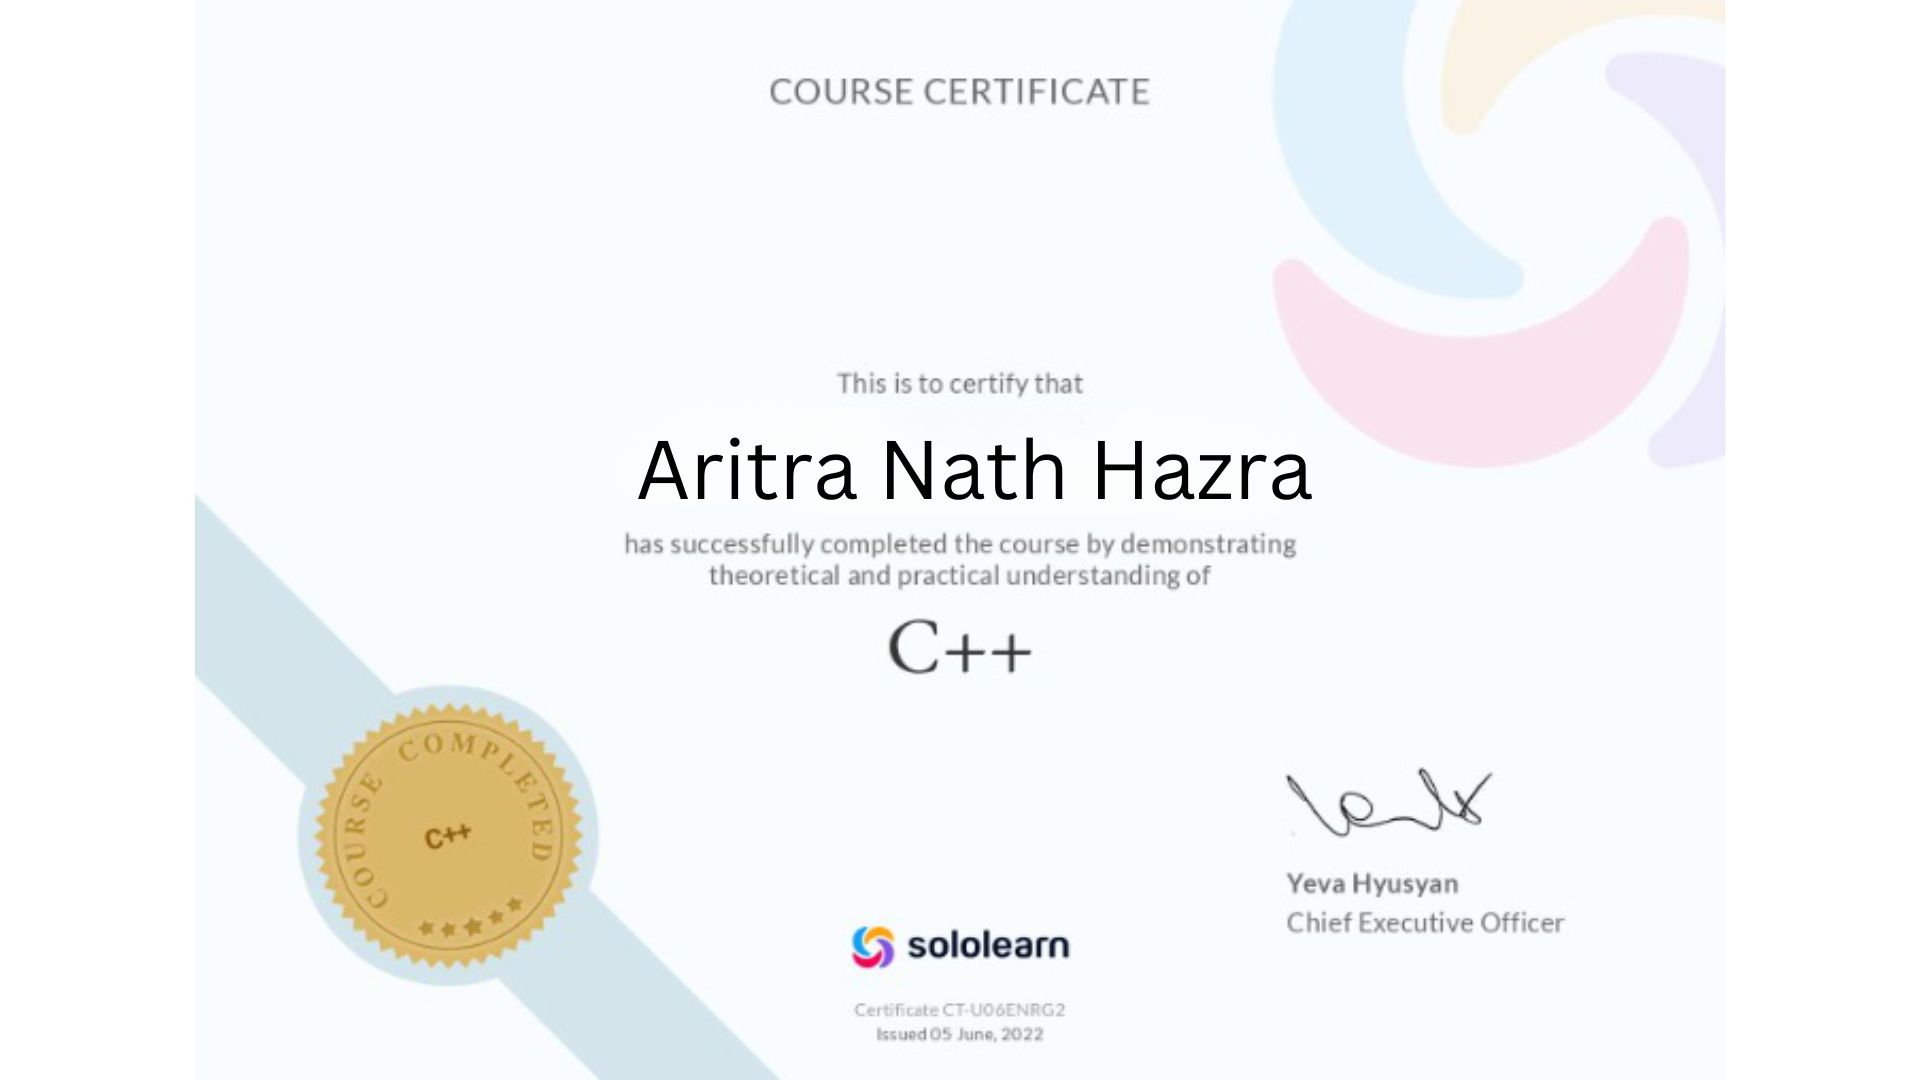 COURSE CERTIFICATE
This is to certify that
Aritra Nath Hazra
has successfully completed the course by demonstrating
theoretical and practical understanding of
C++
COURSE COMPLETED
C++
Yeva Hyusyan
Chief Executive Officer
sololearn
Certificate CT-U06ENRG2
Issued 05 June, 2022